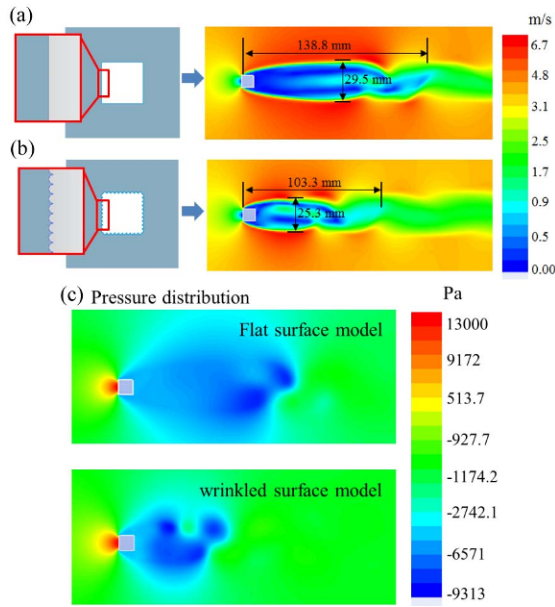 (a)
138.8 mm
29.5 mm
m/s
6.7
4.2
3.1
2.4
1.7
0.9
0.5
0.00
(b)
103.3 mm
25.3 mm
(c) Pressure distribution
Flat surface model
wrinkled surface model
Pa
13000
9172
513.7
-927.7
-1174.2
-2742.1
-6571
-9313